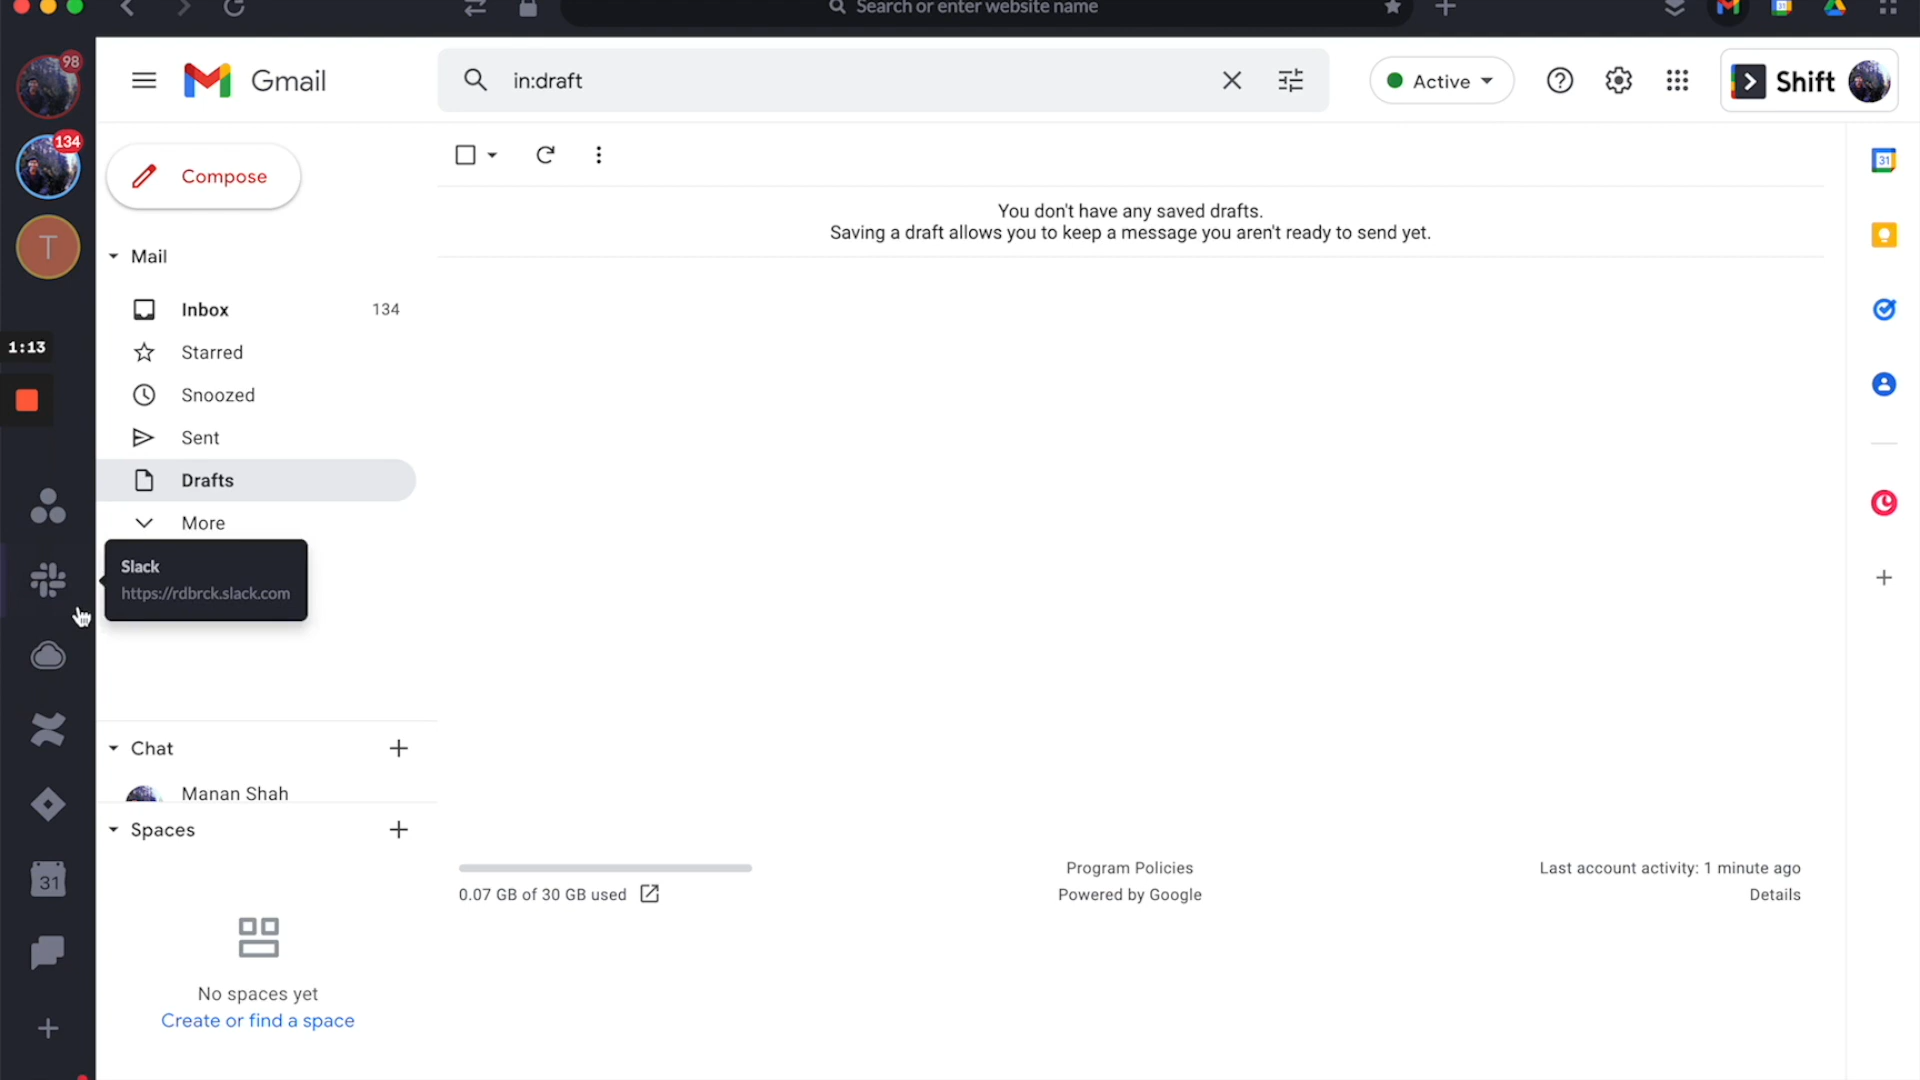 Search or enter website name
98
134
T
1:13
Gmail
in:draft
Active
Shift
Compose
You don't have any saved drafts.
Saving a draft allows you to keep a message you aren't ready to send yet.
Mail
Inbox 134
Starred
Snoozed
Sent
Drafts
More
Slack
https://rdbrck.slack.com
Chat
Manan Shah
Spaces
No spaces yet
Create or find a space
0.07 GB of 30 GB used
Program Policies
Powered by Google
Last account activity: 1 minute ago
Details
31
31
31